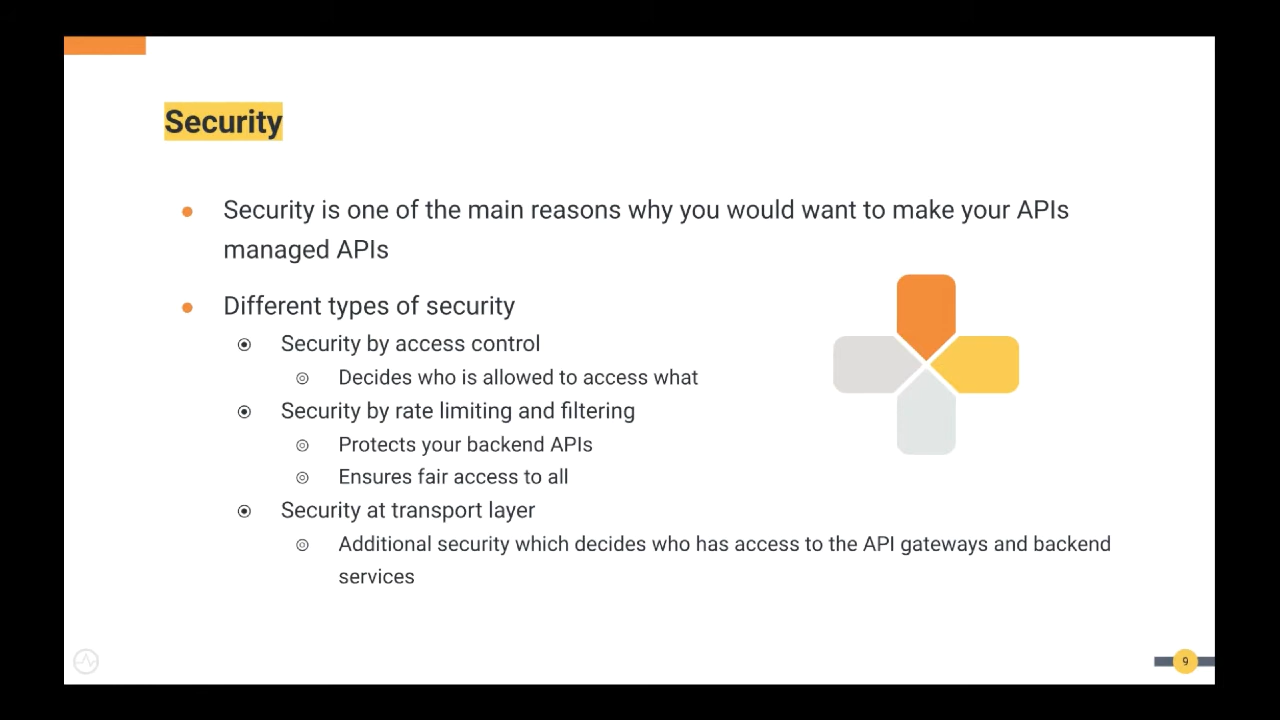 Security
Security is one of the main reasons why you would want to make your APIs
managed APIs
Different types of security
Security by access control
Decides who is allowed to access what
Security by rate limiting and filtering
Protects your backend APIs
Ensures fair access to all
Security at transport layer
Additional security which decides who has access to the API gateways and backend
services
9